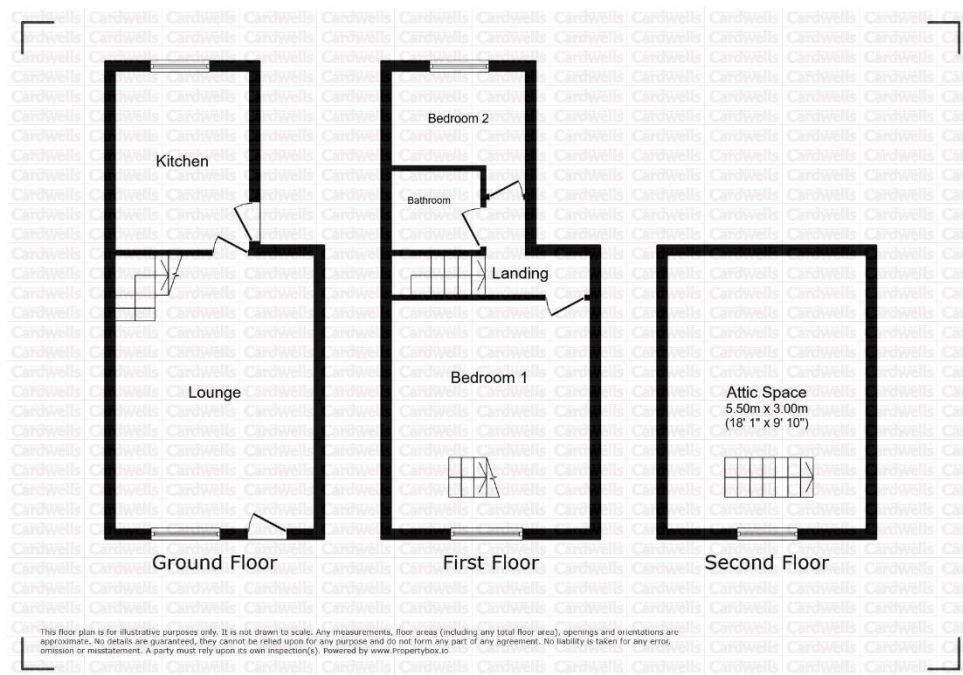 Kitchen
Lounge
Ground Floor
Bedroom 2
Bathroom
Landing
Bedroom 1
First Floor
Attic Space
5.50m x 3.00m
(18' 1" x 9' 10")
Second Floor
This floor plan is for illustrative purposes only. It is not drawn to scale. Any measurements, floor areas (including any total floor area), openings and orientations are
approximate. No details are guaranteed, they cannot be relied upon for any purpose and do not form any part of any agreement. No liability is taken for any error,
omission or misstatement. A party must rely upon its own inspection(s). Powered by www.Propertybox.io
Cardwells